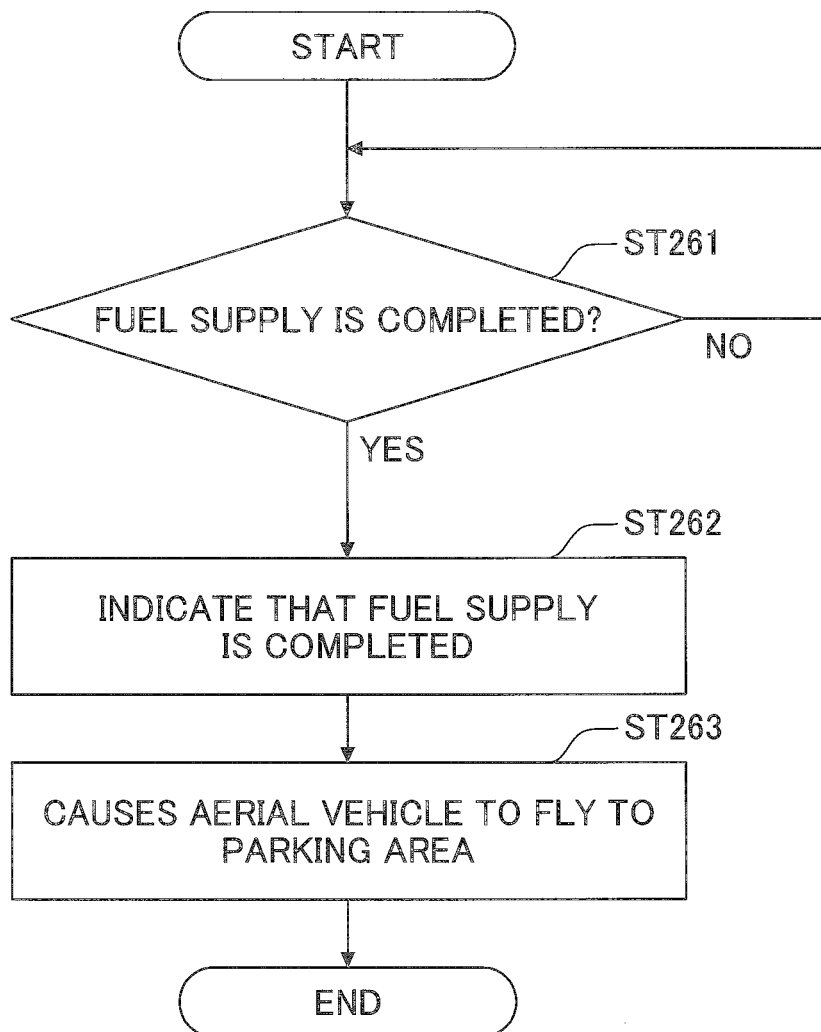 START
ST261
FUEL SUPPLY IS COMPLETED?
NO
YES
ST262
INDICATE THAT FUEL SUPPLY
IS COMPLETED
ST263
CAUSES AERIAL VEHICLE TO FLY TO
PARKING AREA
END